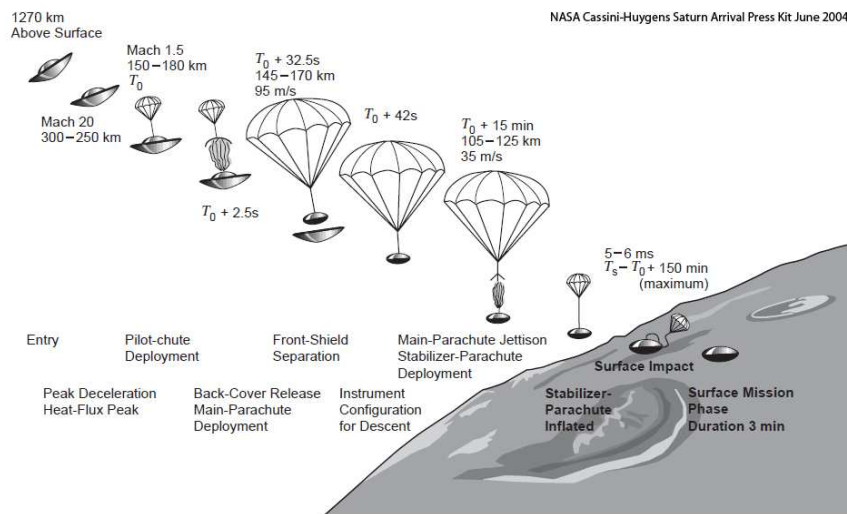 NASA Cassini-Huygens Saturn Arrival Press Kit June 2004
1270 km
Above Surface
Mach 20
300–250 km
Mach 1.5
150–180 km
T0
T0 + 2.5s
T0 + 32.5s
145–170 km
95 m/s
T0 + 42s
T0 + 15 min
105–125 km
35 m/s
5–6 ms
Ts– T0 + 150 min
(maximum)
Entry
Peak Deceleration
Heat-Flux Peak
Pilot-chute
Deployment
Back-Cover Release
Main-Parachute
Deployment
Front-Shield
Separation
Instrument
Configuration
for Descent
Main-Parachute Jettison
Stabilizer-Parachute
Deployment
Stabilizer-
Parachute
Inflated
Surface Impact
Surface Mission
Phase
Duration 3 min